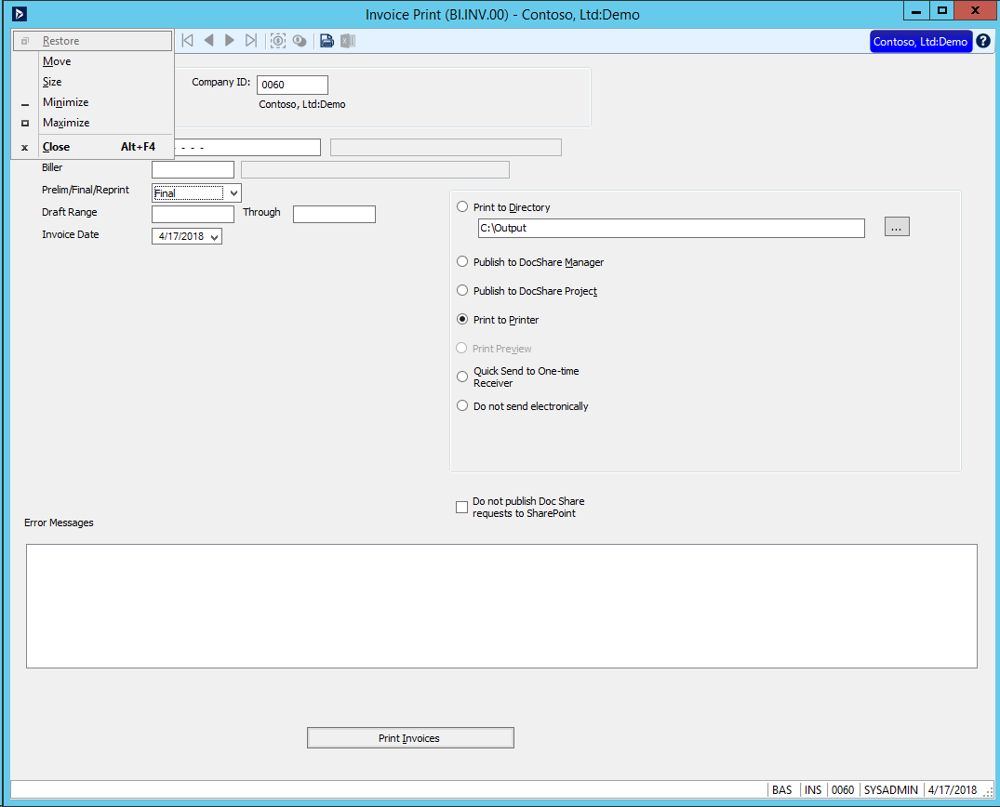 Invoice Print (BI.INV.00) - Contoso, Ltd:Demo
Restore
Move
Size
Minimize
Maximize
Close Alt+F4
Contoso, Ltd:Demo
Company ID: 0060
Contoso, Ltd:Demo
- - -
Biller
Prelim/Final/Reprint Final
Draft Range Through
Invoice Date 4/17/2018
Print to Directory
C:\Output
...
Publish to DocShare Manager
Publish to DocShare Project
Print to Printer
Print Preview
Quick Send to One-time
Receiver
Do not send electronically
Do not publish Doc Share
requests to SharePoint
Error Messages
Print Invoices
BAS INS 0060 SYSADMIN 4/17/2018